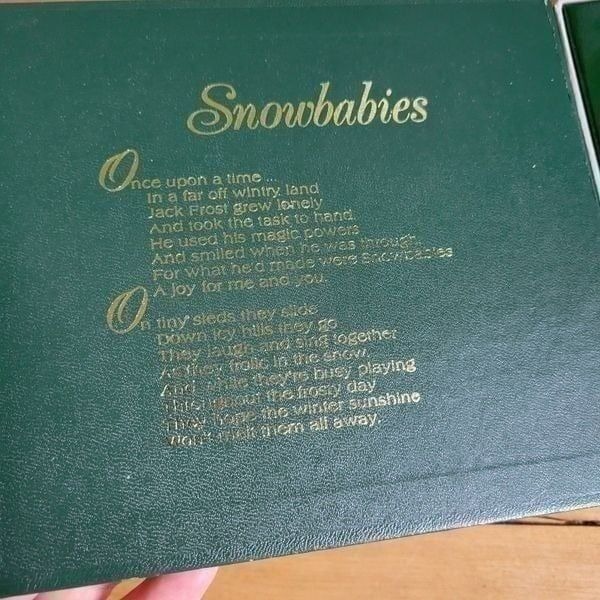 Snowbabies
Once upon a time ...
In a far off wintry land
Jack Frost grew lonely
And took the task to hand.
He used his magic powers
And smiled when he was through,
For what he'd made were Snowbabies
A joy for me and you.
On tiny sleds they slide
Down icy hills they go
They laugh and sing together
As they frolic in the snow.
And while they're busy playing
Throughout the frosty day
They hope the winter sunshine
Won't melt them all away.